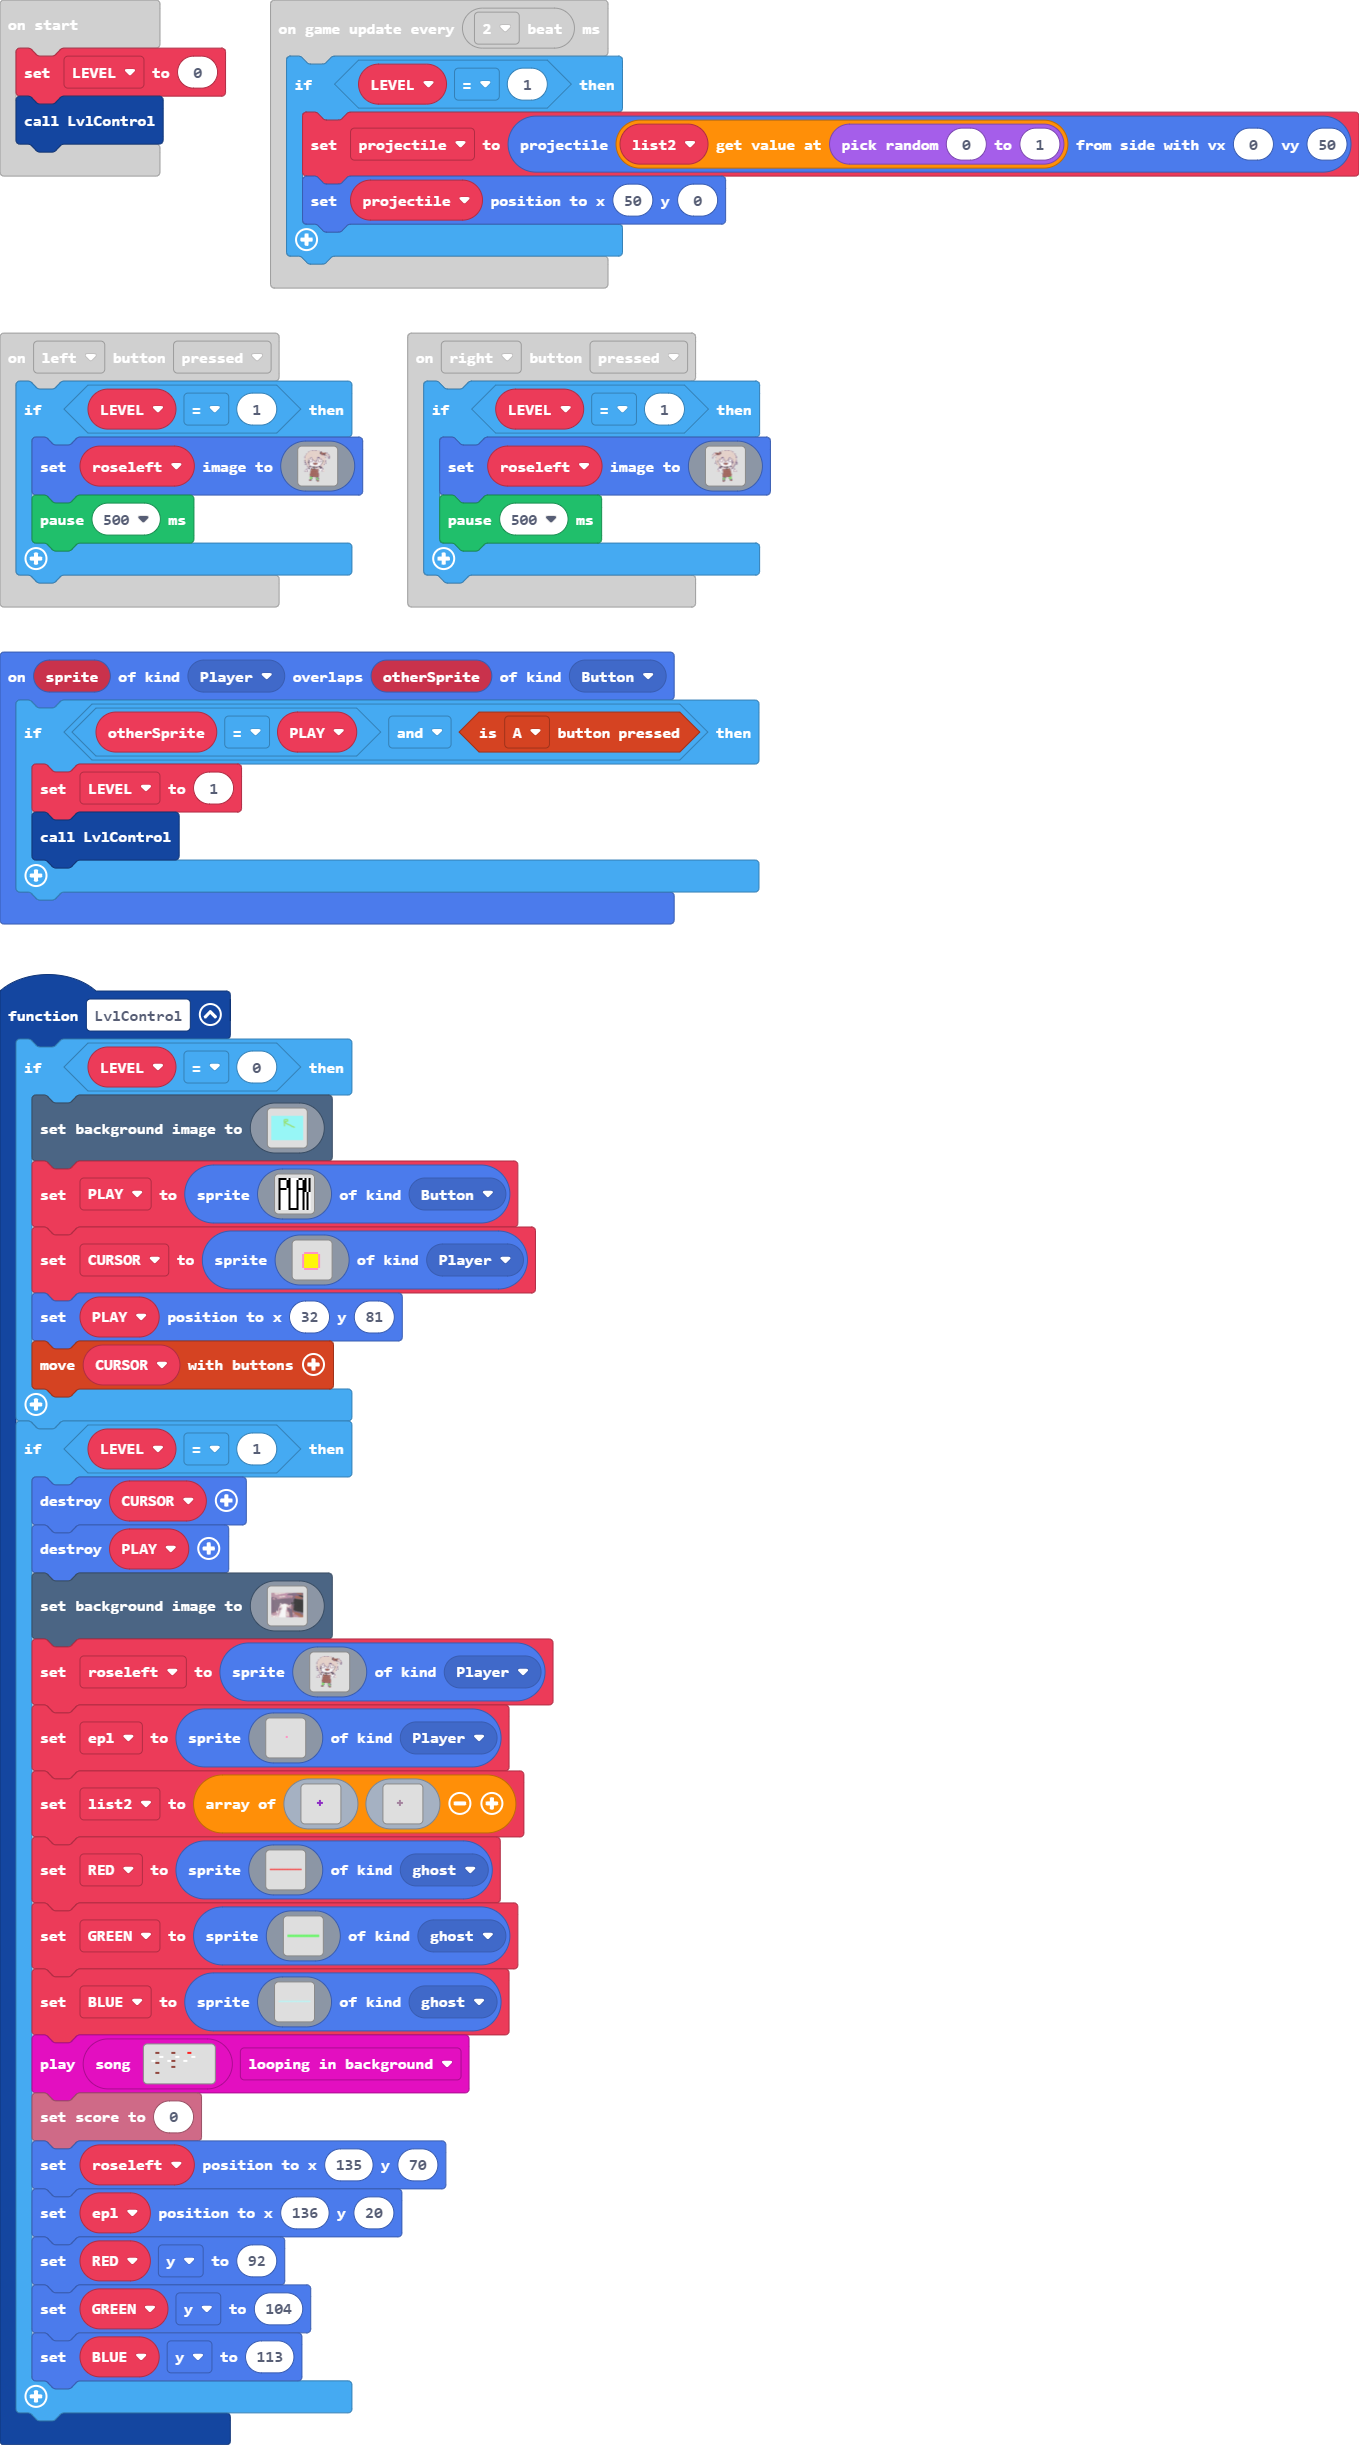 on start
set LEVEL to 0
call LvlControl
on game update every 2 beat ms
if LEVEL = 1 then
set projectile to projectile list2 get value at pick random 0 to 1 from side with vx 0 vy 50
set projectile position to x 50 y 0
on left button pressed
if LEVEL = 1 then
set roseleft image to
pause 500 ms
on right button pressed
if LEVEL = 1 then
set roseleft image to
pause 500 ms
on sprite of kind Player overlaps otherSprite of kind Button
if otherSprite = PLAY and is A button pressed then
set LEVEL to 1
call LvlControl
function LvlControl
if LEVEL = 0 then
set background image to
set PLAY to sprite PLAY of kind Button
set CURSOR to sprite of kind Player
set PLAY position to x 32 y 81
move CURSOR with buttons
if LEVEL = 1 then
destroy CURSOR
destroy PLAY
set background image to
set roseleft to sprite of kind Player
set epl to sprite of kind Player
set list2 to array of
set RED to sprite of kind ghost
set GREEN to sprite of kind ghost
set BLUE to sprite of kind ghost
play song looping in background
set score to 0
set roseleft position to x 135 y 70
set epl position to x 136 y 20
set RED y to 92
set GREEN y to 104
set BLUE y to 113